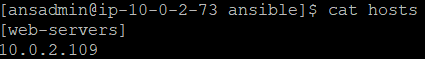 [ansadmin@ip-10-0-2-73 ansible]$ cat hosts
[web-servers]
10.0.2.109